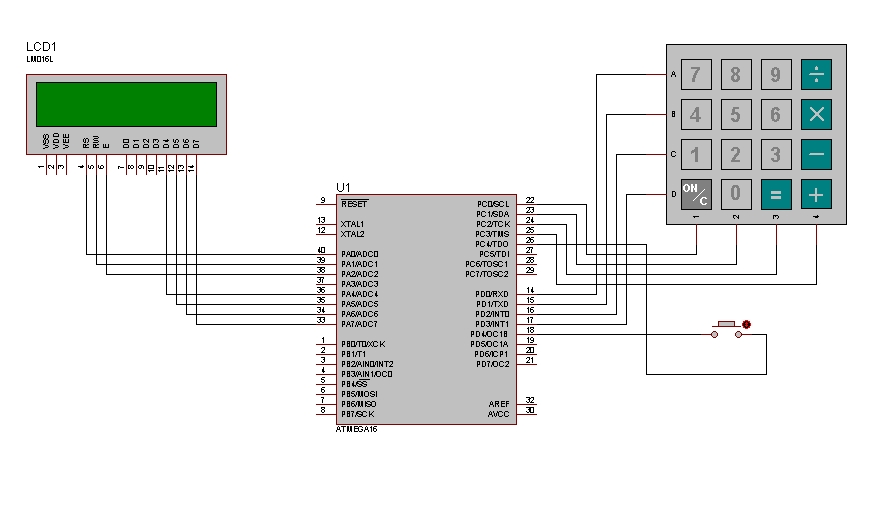 LCD1
LM016L
VSS
VDD
VEE
RS
RW
E
D0
D1
D2
D3
D4
D5
D6
D7
1
2
3
4
5
6
7
8
9
10
11
12
13
14
U1
9 RESET
13 XTAL1
12 XTAL2
40 PA0/ADC0
39 PA1/ADC1
38 PA2/ADC2
37 PA3/ADC3
36 PA4/ADC4
35 PA5/ADC5
34 PA6/ADC6
33 PA7/ADC7
1 PB0/T0/XCK
2 PB1/T1
3 PB2/AIN0/INT2
4 PB3/AIN1/OC0
5 PB4/SS
6 PB5/MOSI
7 PB6/MISO
8 PB7/SCK
PC0/SCL 22
PC1/SDA 23
PC2/TCK 24
PC3/TMS 25
PC4/TDO 26
PC5/TDI 27
PC6/TOSC1 28
PC7/TOSC2 29
PD0/RXD 14
PD1/TXD 15
PD2/INT0 16
PD3/INT1 17
PD4/OC1B 18
PD5/OC1A 19
PD6/ICP1 20
PD7/OC2 21
AREF 32
AVCC 30
ATMEGA16
A 7 8 9 ÷
B 4 5 6 ×
C 1 2 3 −
D ON/C 0 = +
1 2 3 4